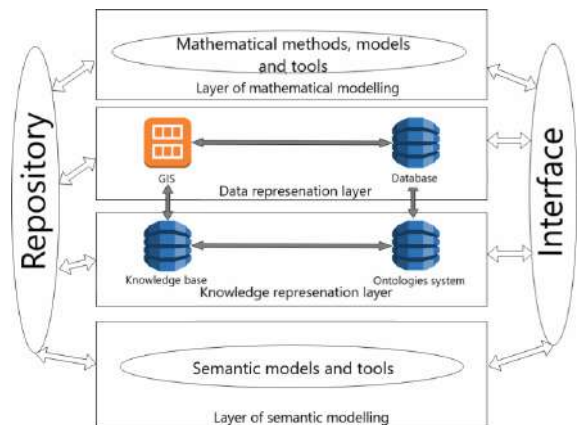 Repository
Mathematical methods, models
and tools
Layer of mathematical modelling
GIS
Database
Data represenation layer
Knowledge base
Ontologies system
Knowledge represenation layer
Semantic models and tools
Layer of semantic modelling
Interface